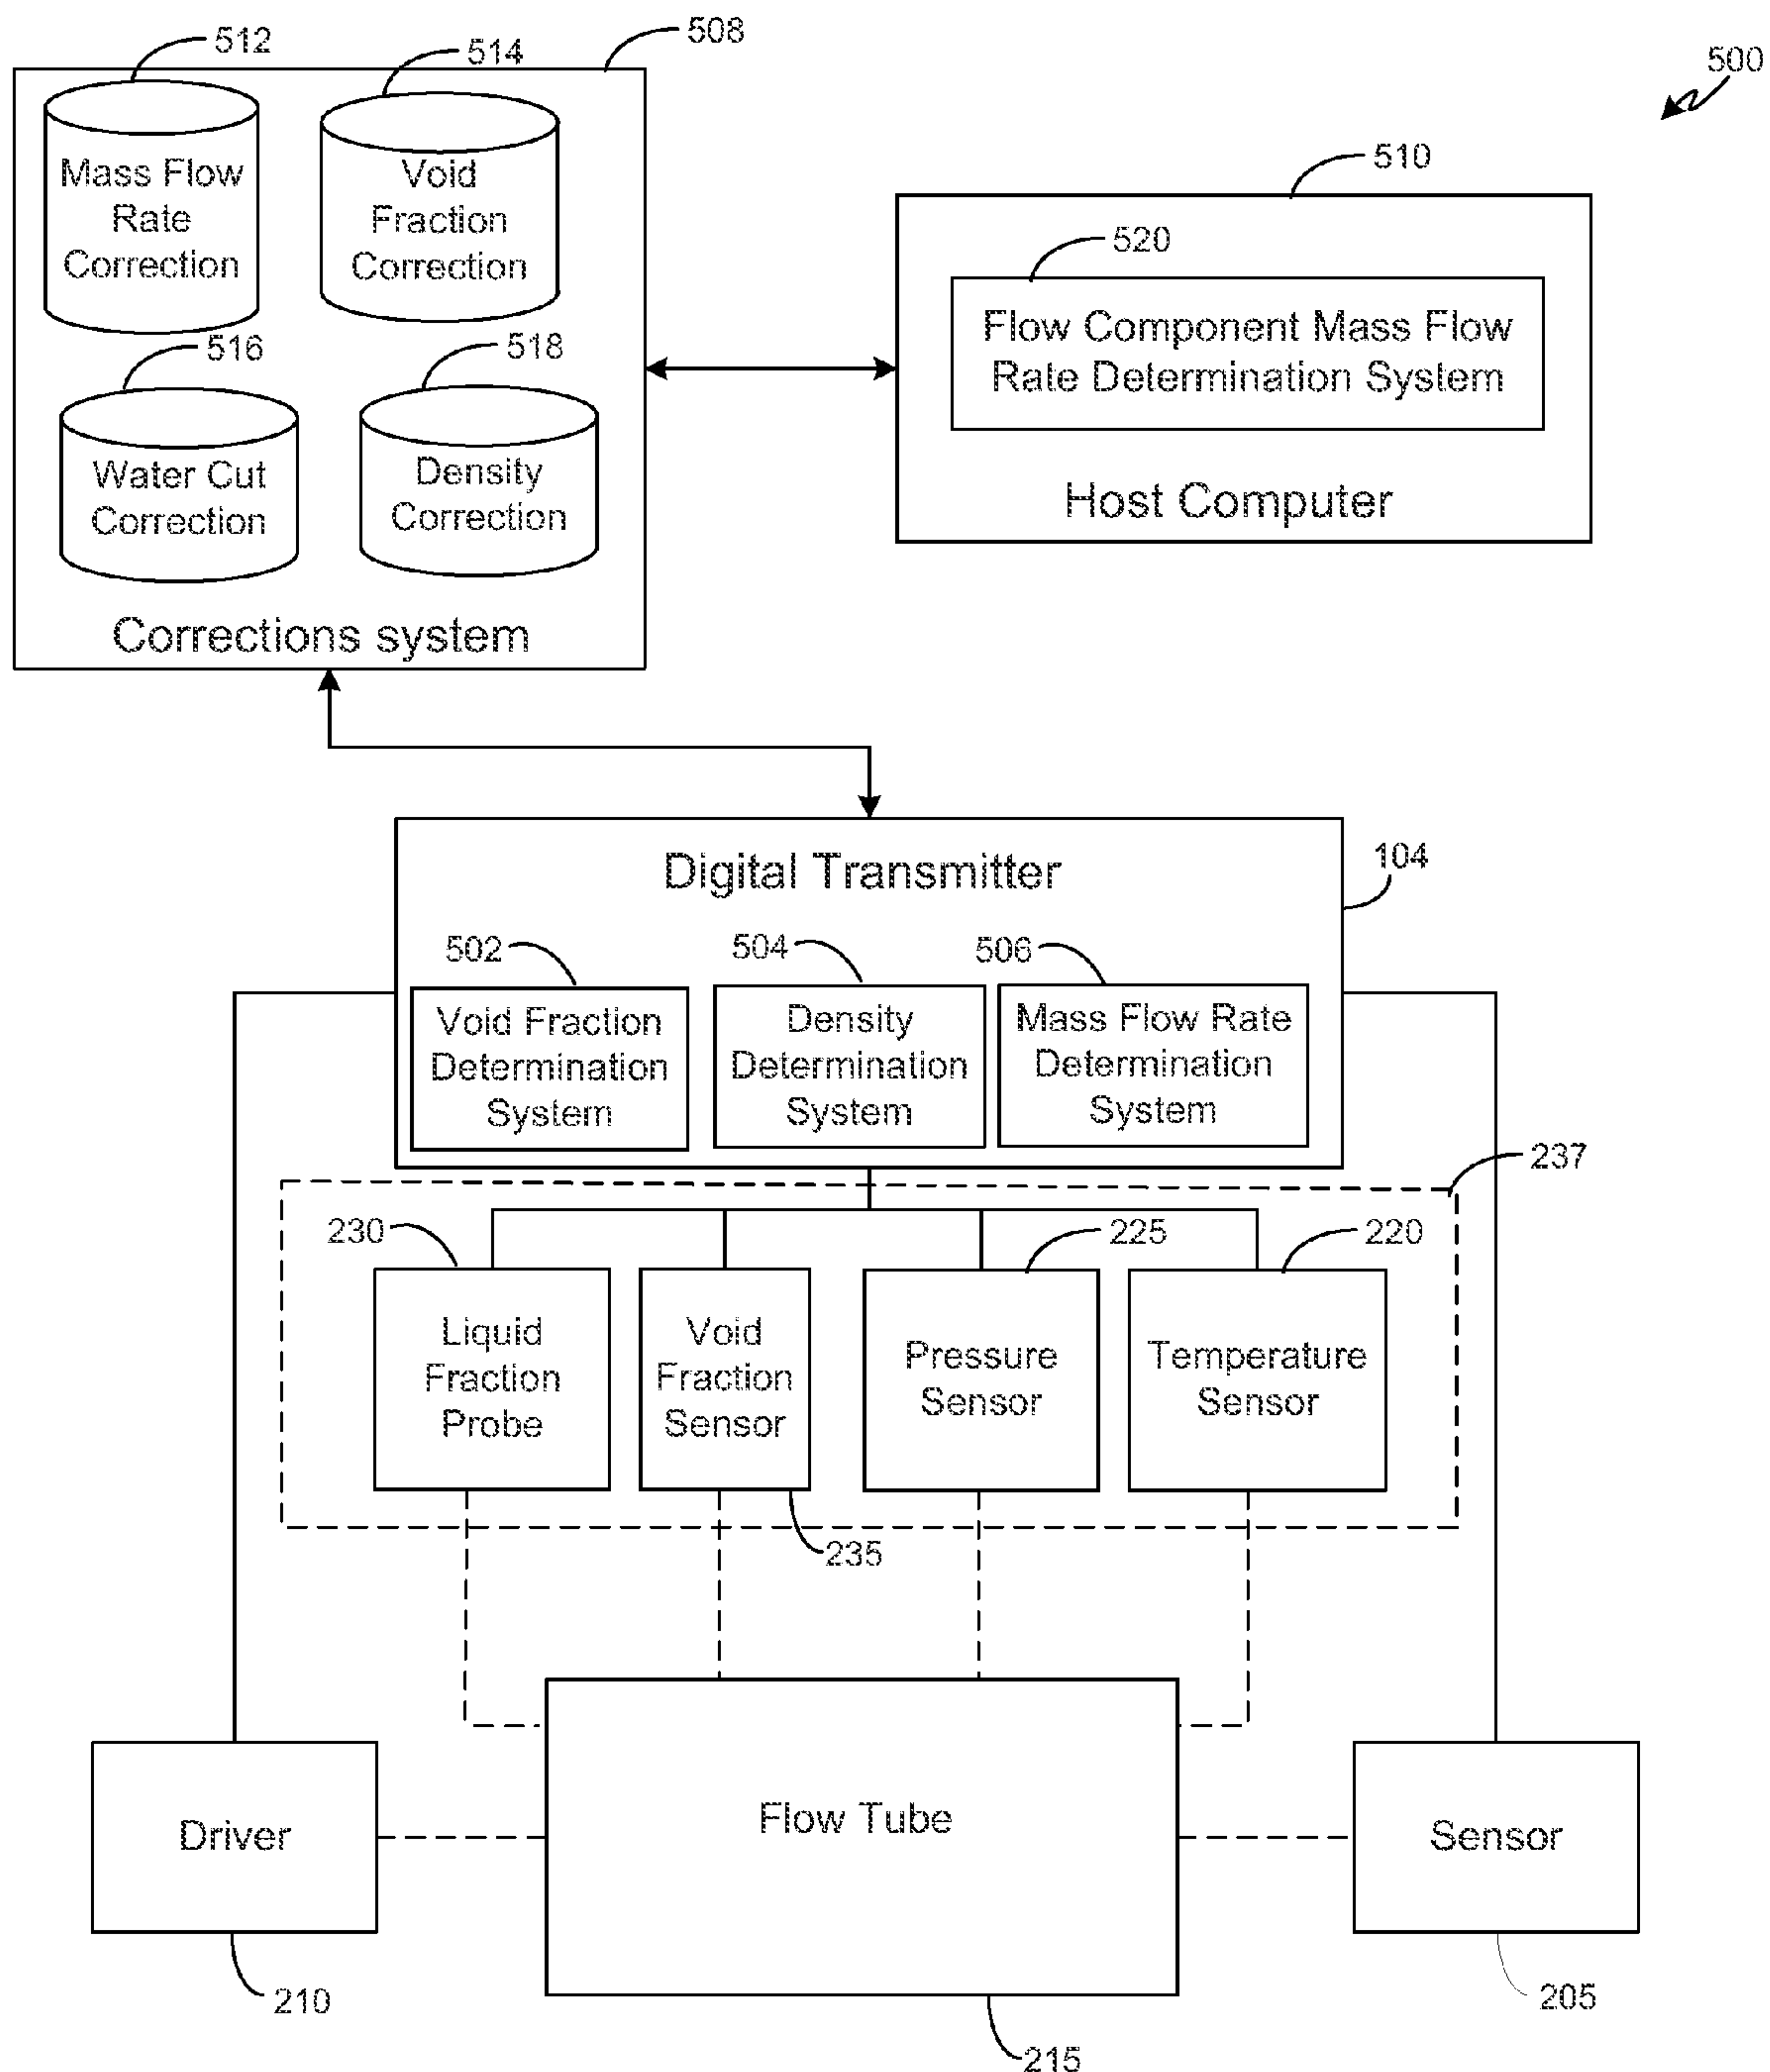 512
514
508
500
Mass Flow
Rate
Correction
Void
Fraction
Correction
510
520
Flow Component Mass Flow
Rate Determination System
Host Computer
516
518
Water Cut
Correction
Density
Correction
Corrections system
Digital Transmitter
104
502
504
506
Void Fraction
Determination
System
Density
Determination
System
Mass Flow Rate
Determination
System
237
230
225
220
Liquid
Fraction
Probe
Void
Fraction
Sensor
Pressure
Sensor
Temperature
Sensor
235
Driver
Flow Tube
Sensor
210
205
215